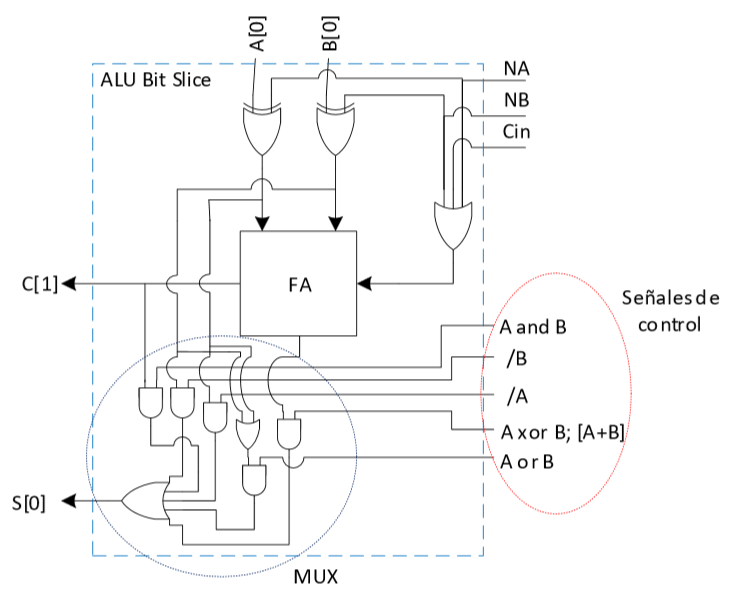 A[0]
B[0]
ALU Bit Slice
NA
NB
Cin
FA
C[1]
Señales de
control
A and B
/B
/A
A xor B; [A+B]
A or B
S[0]
MUX